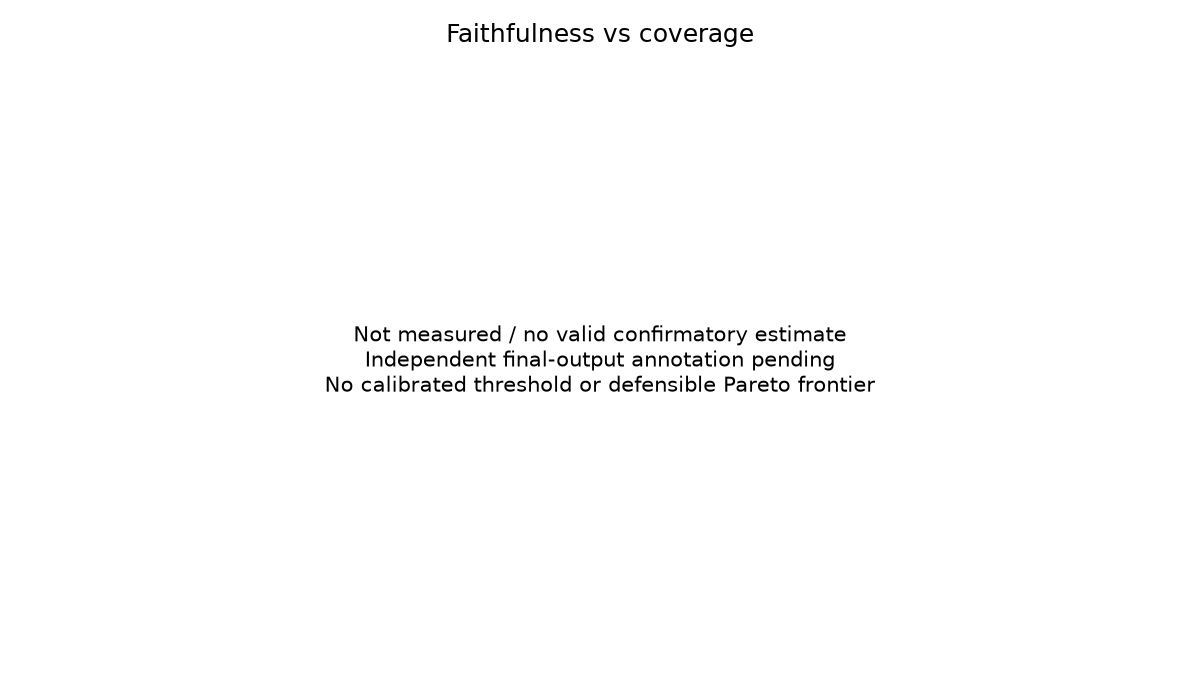 Faithfulness vs coverage
Not measured / no valid confirmatory estimate
Independent final-output annotation pending
No calibrated threshold or defensible Pareto frontier